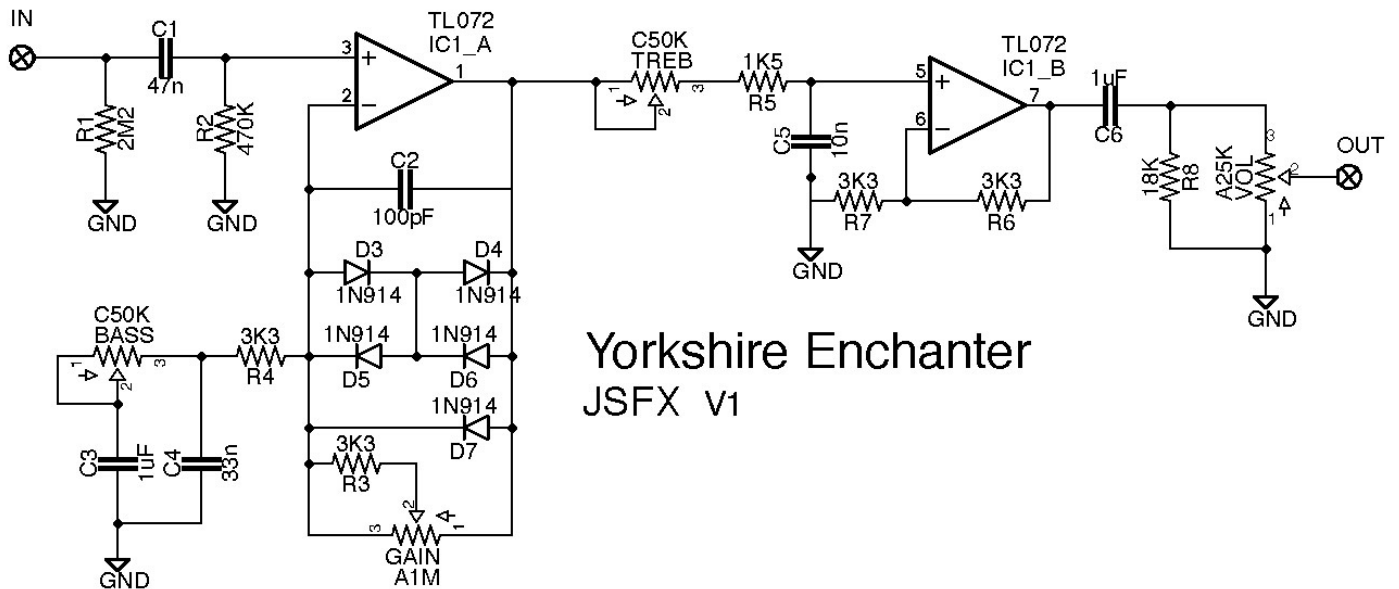 IN
C1
47n
R1
2M2
R2
470K
GND
GND
TL072
IC1_A
3
2
1
C2
100pF
D3
1N914
D4
1N914
1N914
D5
1N914
D6
1N914
D7
3K3
R3
2
3
1
GAIN
A1M
C50K
BASS
1
2
3
3K3
R4
C3
1uF
C4
33n
GND
C50K
TREB
1
2
3
1K5
R5
C5
10n
GND
TL072
IC1_B
5
6
7
3K3
R7
3K3
R6
1uF
C6
18K
R8
A25K
VOL
3
2
1
OUT
GND
Yorkshire Enchanter
JSFX V1